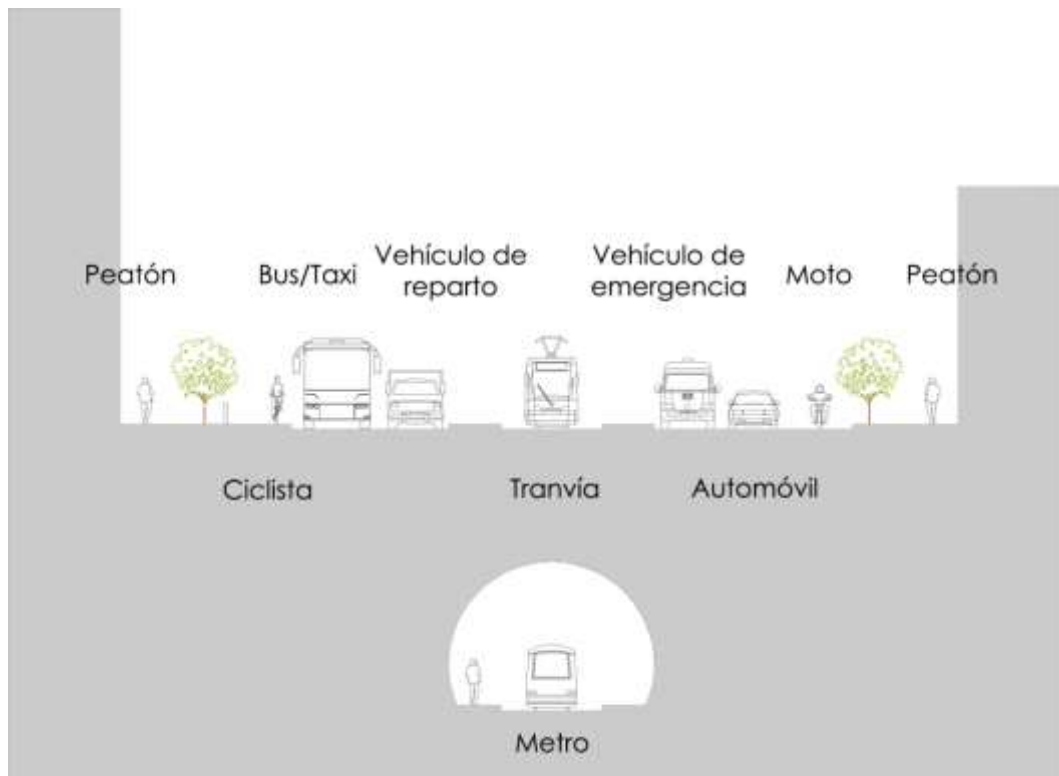 Peatón
Bus/Taxi
Vehículo de
reparto
Vehículo de
emergencia
Moto
Peatón
Ciclista
Tranvía
Automóvil
Metro